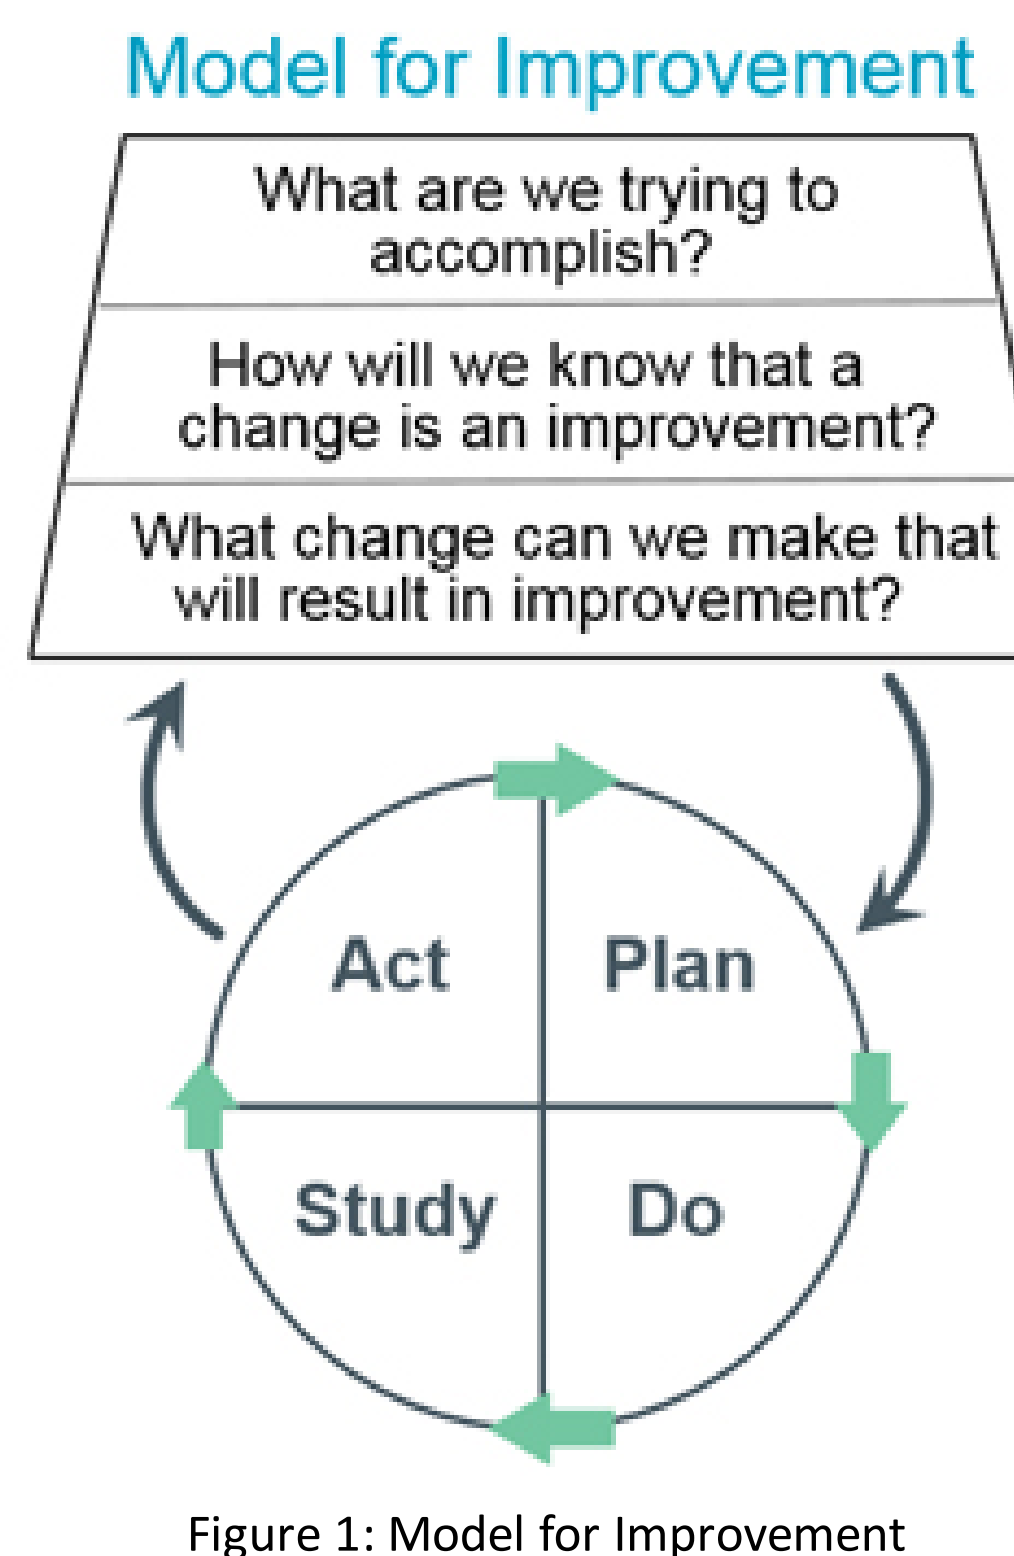 Model for Improvement
What are we trying to
accomplish?
How will we know that a
change is an improvement?
What change can we make that
will result in improvement?
Act
Plan
Study
Do
Figure 1: Model for Improvement